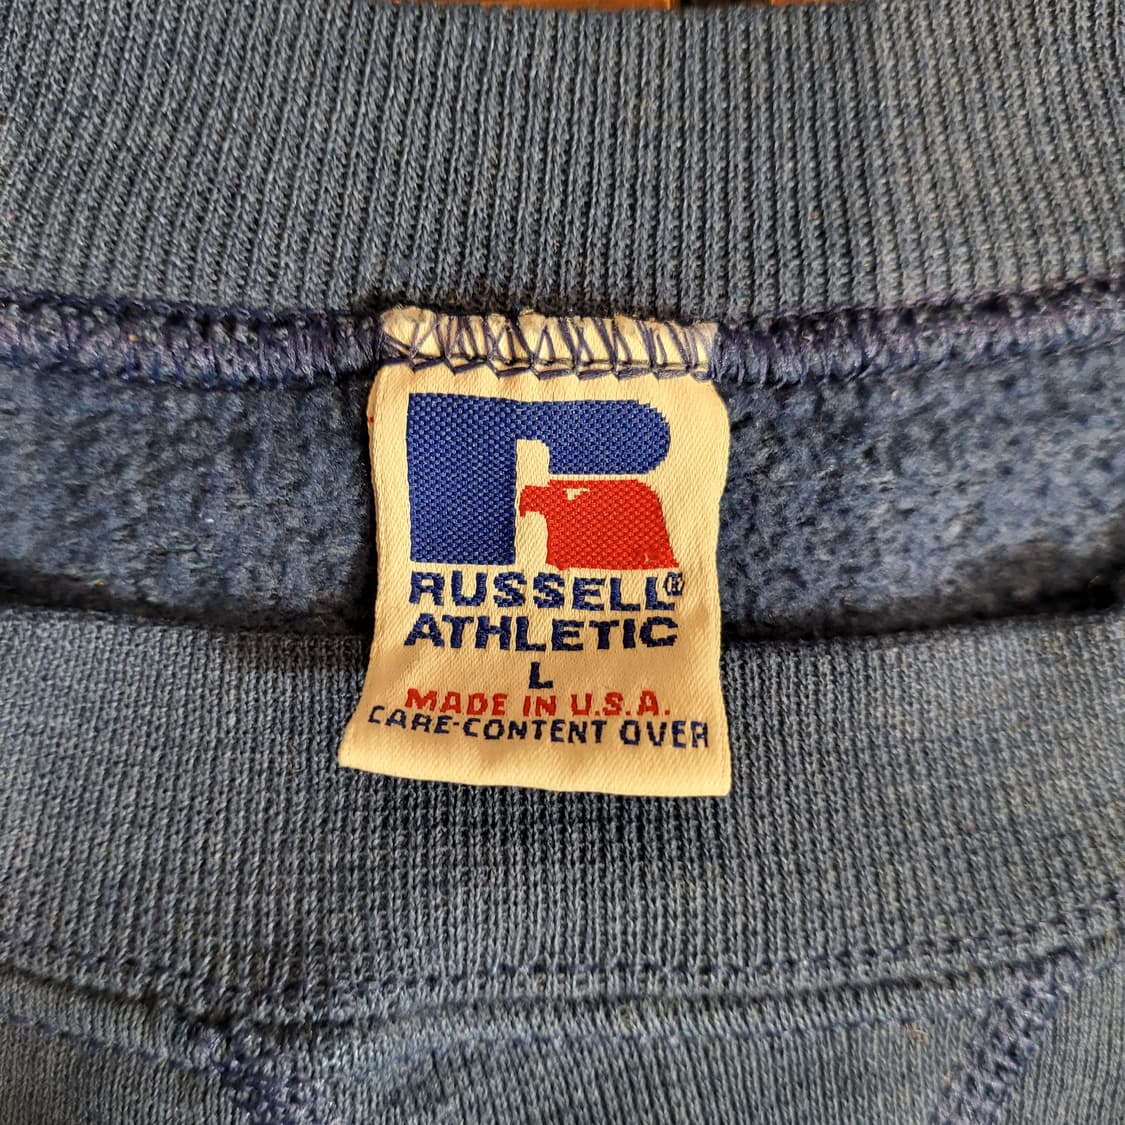 RUSSELL®
ATHLETIC
L
MADE IN U.S.A.
CARE-CONTENT OVER